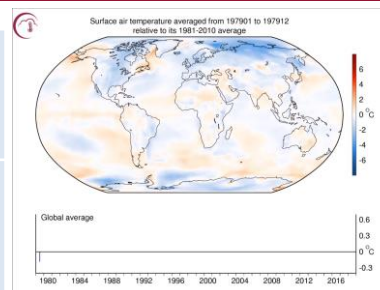 Surface air temperature averaged from 197901 to 197912
relative to its 1981-2010 average
6
4
2
0 °C
-2
-4
-6
Global average
0.6
0.3
0 °C
-0.3
1980 1984 1988 1992 1996 2000 2004 2008 2012 2016 2020